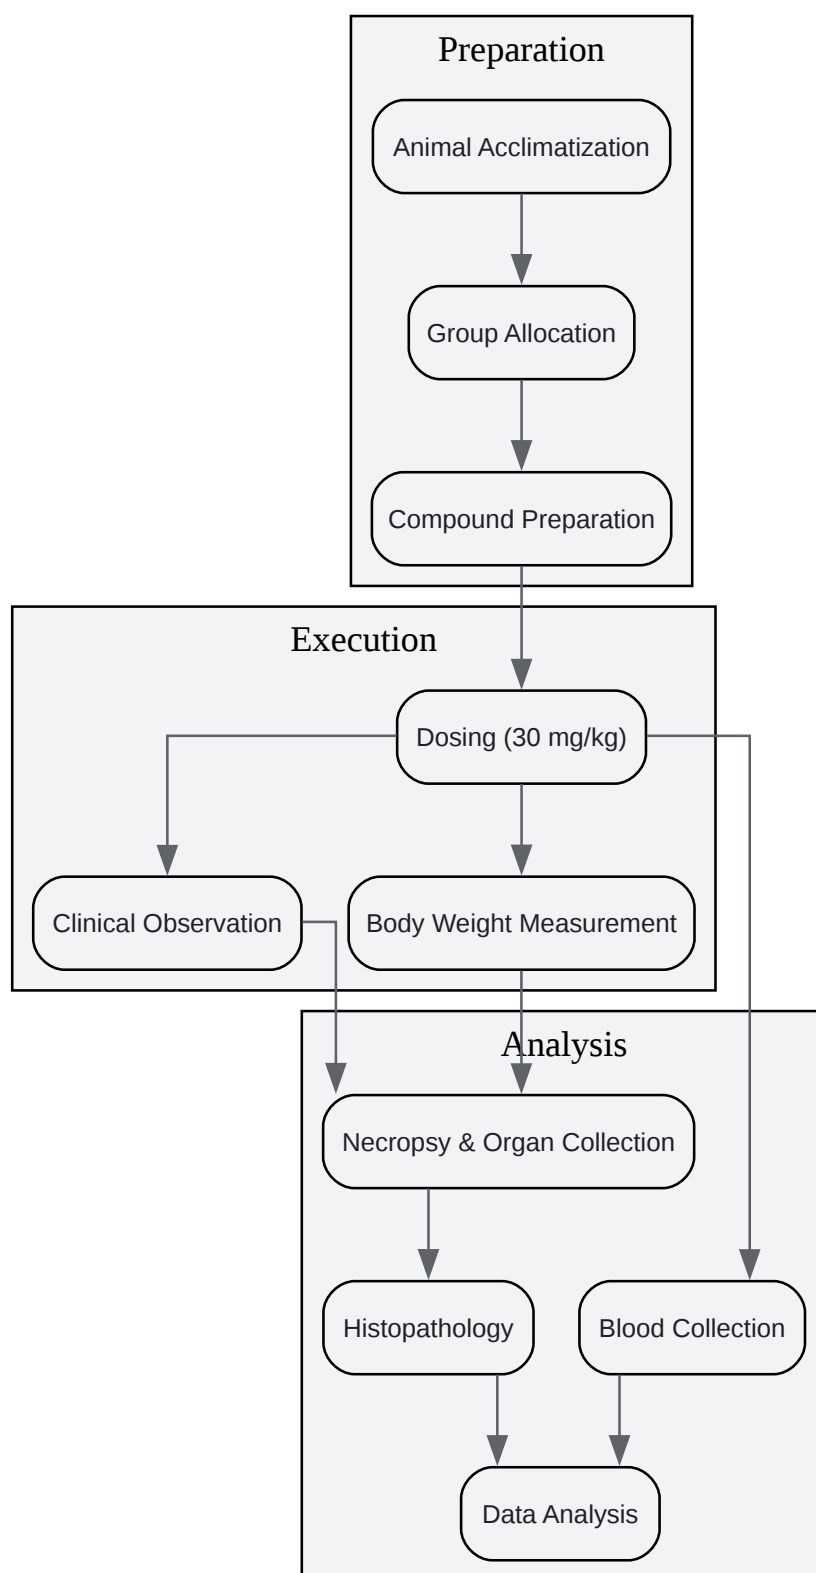 Preparation
Animal Acclimatization
Group Allocation
Compound Preparation
Execution
Dosing (30 mg/kg)
Clinical Observation
Body Weight Measurement
Analysis
Necropsy & Organ Collection
Histopathology
Blood Collection
Data Analysis